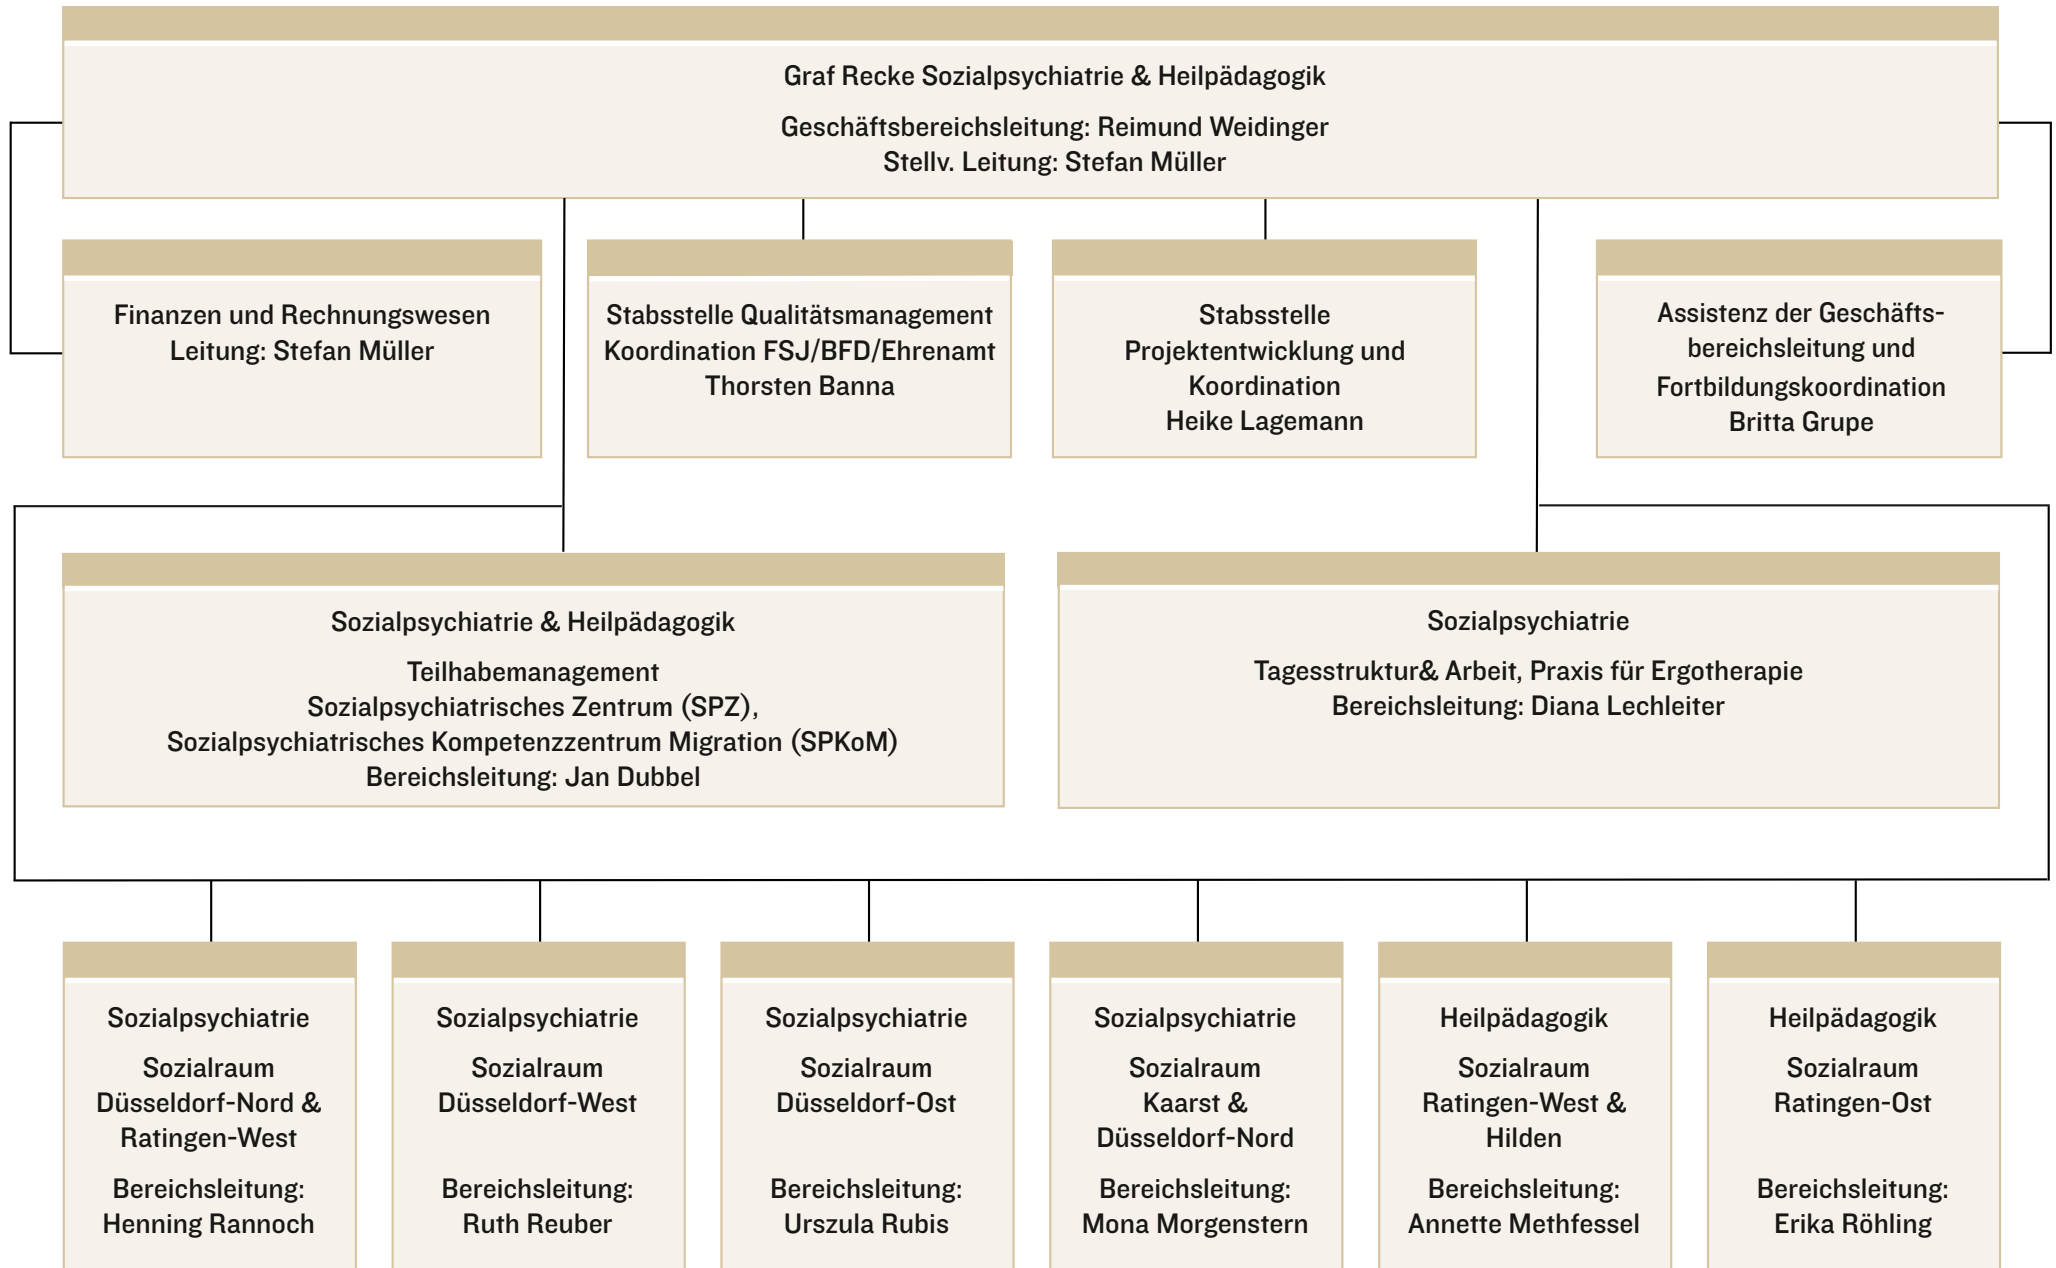 Graf Recke Sozialpsychiatrie & Heilpädagogik
Geschäftsbereichsleitung: Reimund Weidinger
Stellv. Leitung: Stefan Müller
Finanzen und Rechnungswesen
Leitung: Stefan Müller
Stabsstelle Qualitätsmanagement
Koordination FSJ/BFD/Ehrenamt
Thorsten Banna
Stabsstelle
Projektentwicklung und
Koordination
Heike Lagemann
Assistenz der Geschäfts-
bereichsleitung und
Fortbildungskoordination
Britta Grupe
Sozialpsychiatrie & Heilpädagogik
Teilhabemanagement
Sozialpsychiatrisches Zentrum (SPZ),
Sozialpsychiatrisches Kompetenzzentrum Migration (SPKoM)
Bereichsleitung: Jan Dubbel
Sozialpsychiatrie
Tagesstruktur& Arbeit, Praxis für Ergotherapie
Bereichsleitung: Diana Lechleiter
Sozialpsychiatrie
Sozialraum
Düsseldorf-Nord &
Ratingen-West
Bereichsleitung:
Henning Rannoch
Sozialpsychiatrie
Sozialraum
Düsseldorf-West
Bereichsleitung:
Ruth Reuber
Sozialpsychiatrie
Sozialraum
Düsseldorf-Ost
Bereichsleitung:
Urszula Rubis
Sozialpsychiatrie
Sozialraum
Kaarst &
Düsseldorf-Nord
Bereichsleitung:
Mona Morgenstern
Heilpädagogik
Sozialraum
Ratingen-West &
Hilden
Bereichsleitung:
Annette Methfessel
Heilpädagogik
Sozialraum
Ratingen-Ost
Bereichsleitung:
Erika Röhling